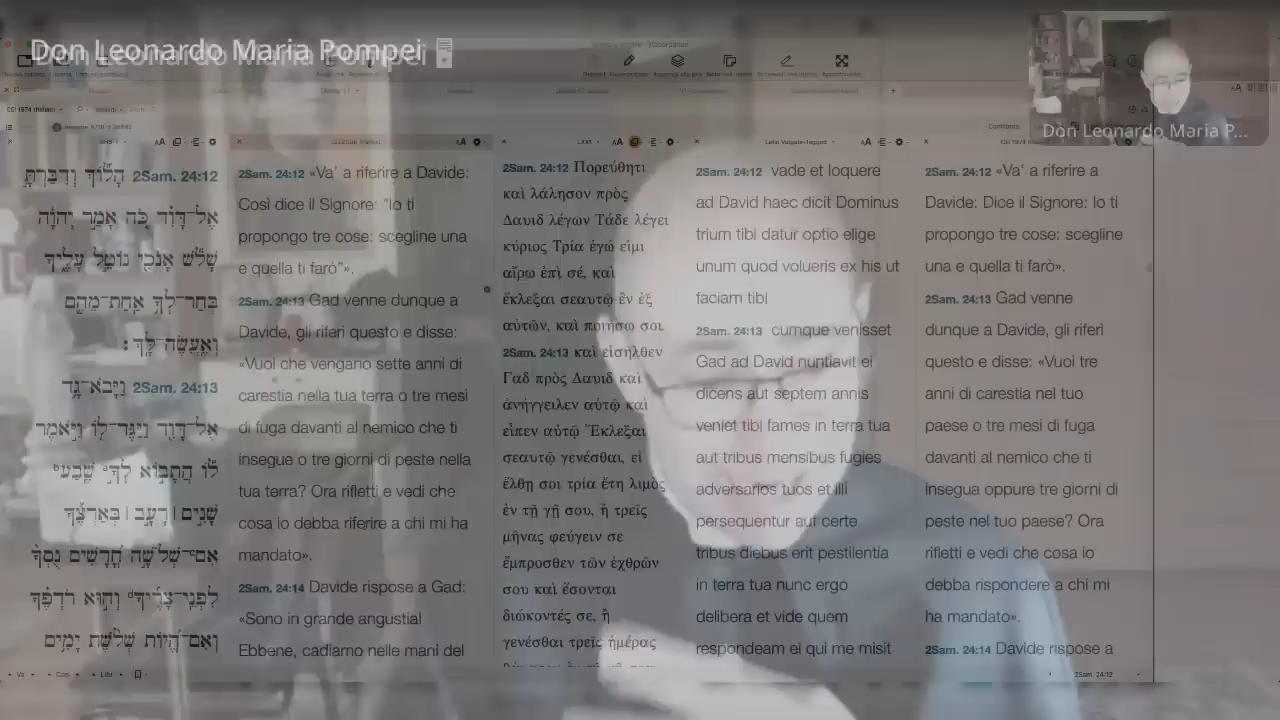 Don Leonardo Maria Pompei
Don Leonardo Maria P...
2Sam. 24:12 הָל֞וֹךְ וְדִבַּרְתָּ֣
אֶל־דָּוִ֗ד כֹּ֚ה אָמַ֣ר יְהוָ֔ה
שָׁלֹ֕שׁ אָנֹכִ֖י נוֹטֵ֣ל עָלֶ֑יךָ
בְּחַר־לְךָ֥ אַֽחַת־מֵהֶ֖ם
וְאֶֽעֱשֶׂה־לָּֽךְ׃
2Sam. 24:13 וַיָּבֹא־גָ֥ד
אֶל־דָּוִ֖ד וַיַּגֶּד־ל֑וֹ וַיֹּ֣אמֶר
ל֡וֹ הֲתָב֣וֹא לְךָ֣ שֶֽׁבַע
שָׁנִ֣ים׀ רָעָ֣ב׀ בְּאַרְצֶ֡ךָ
אִם־שְׁלֹשָׁ֣ה חֳ֠דָשִׁים נֻסְךָ֨
לִפְנֵֽי־צָרֶ֜יךָ וְה֣וּא רֹדְפֶ֗ךָ
וְאִם־הֱ֠יוֹת שְׁלֹ֨שֶׁת יָמִ֥ים
2Sam. 24:12 «Va' a riferire a Davide:
Così dice il Signore: "Io ti
propongo tre cose: scegline una
e quella ti farò"».
2Sam. 24:13 Gad venne dunque a
Davide, gli riferì questo e disse:
«Vuoi che vengano sette anni di
carestia nella tua terra o tre mesi
di fuga davanti al nemico che ti
insegue o tre giorni di peste nella
tua terra? Ora rifletti e vedi che
cosa io debba riferire a chi mi ha
mandato».
2Sam. 24:14 Davide rispose a Gad:
«Sono in grande angustia!
Ebbene, cadiamo nelle mani del
2Sam. 24:12 Πορεύθητι
καὶ λάλησον πρὸς
Δαυιδ λέγων Τάδε λέγει
κύριος Τρία ἐγώ εἰμι
αἴρω ἐπὶ σέ, καὶ
ἔκλεξαι σεαυτῷ ἓν ἐξ
αὐτῶν, καὶ ποιήσω σοι.
2Sam. 24:13 καὶ εἰσῆλθεν
Γαδ πρὸς Δαυιδ καὶ
ἀνήγγειλεν αὐτῷ καὶ
εἶπεν αὐτῷ Ἔκλεξαι
σεαυτῷ γενέσθαι, εἰ
ἔλθῃ σοι τρία ἔτη λιμὸς
ἐν τῇ γῇ σου, ἢ τρεῖς
μῆνας φεύγειν σε
ἔμπροσθεν τῶν ἐχθρῶν
σου καὶ ἔσονται
διώκοντές σε, ἢ
γενέσθαι τρεῖς ἡμέρας
2Sam. 24:12 vade et loquere
ad David haec dicit Dominus
trium tibi datur optio elige
unum quod volueris ex his ut
faciam tibi
2Sam. 24:13 cumque venisset
Gad ad David nuntiavit ei
dicens aut septem annis
veniet tibi fames in terra tua
aut tribus mensibus fugies
adversarios tuos et illi
persequentur aut certe
tribus diebus erit pestilentia
in terra tua nunc ergo
delibera et vide quem
respondeam ei qui me misit
2Sam. 24:12 «Va' a riferire a
Davide: Dice il Signore: Io ti
propongo tre cose: scegline
una e quella ti farò».
2Sam. 24:13 Gad venne
dunque a Davide, gli riferì
questo e disse: «Vuoi tre
anni di carestia nel tuo
paese o tre mesi di fuga
davanti al nemico che ti
insegua oppure tre giorni di
peste nel tuo paese? Ora
rifletti e vedi che cosa io
debba rispondere a chi mi
ha mandato».
2Sam. 24:14 Davide rispose a
2Sam. 24:12